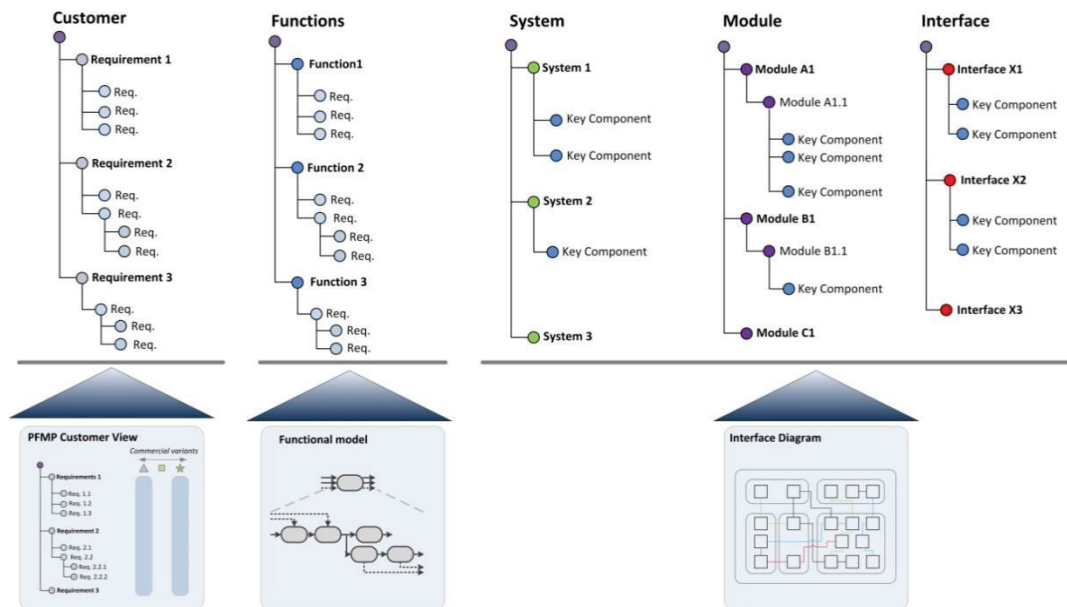 Customer
Requirement 1
Req.
Req.
Req.
Requirement 2
Req.
Req.
Req.
Req.
Requirement 3
Req.
Req.
Req.
Functions
Function1
Req.
Req.
Req.
Function 2
Req.
Req.
Req.
Req.
Function 3
Req.
Req.
Req.
System
System 1
Key Component
Key Component
System 2
Key Component
System 3
Module
Module A1
Module A1.1
Key Component
Key Component
Key Component
Module B1
Module B1.1
Key Component
Module C1
Interface
Interface X1
Key Component
Key Component
Interface X2
Key Component
Key Component
Interface X3
PFMP Customer View
Commercial variants
Requirements 1
Req. 1.1
Req. 1.2
Req. 1.3
Requirement 2
Req. 2.1
Req. 2.2
Req. 2.2.1
Req. 2.2.2
Requirement 3
Functional model
Interface Diagram